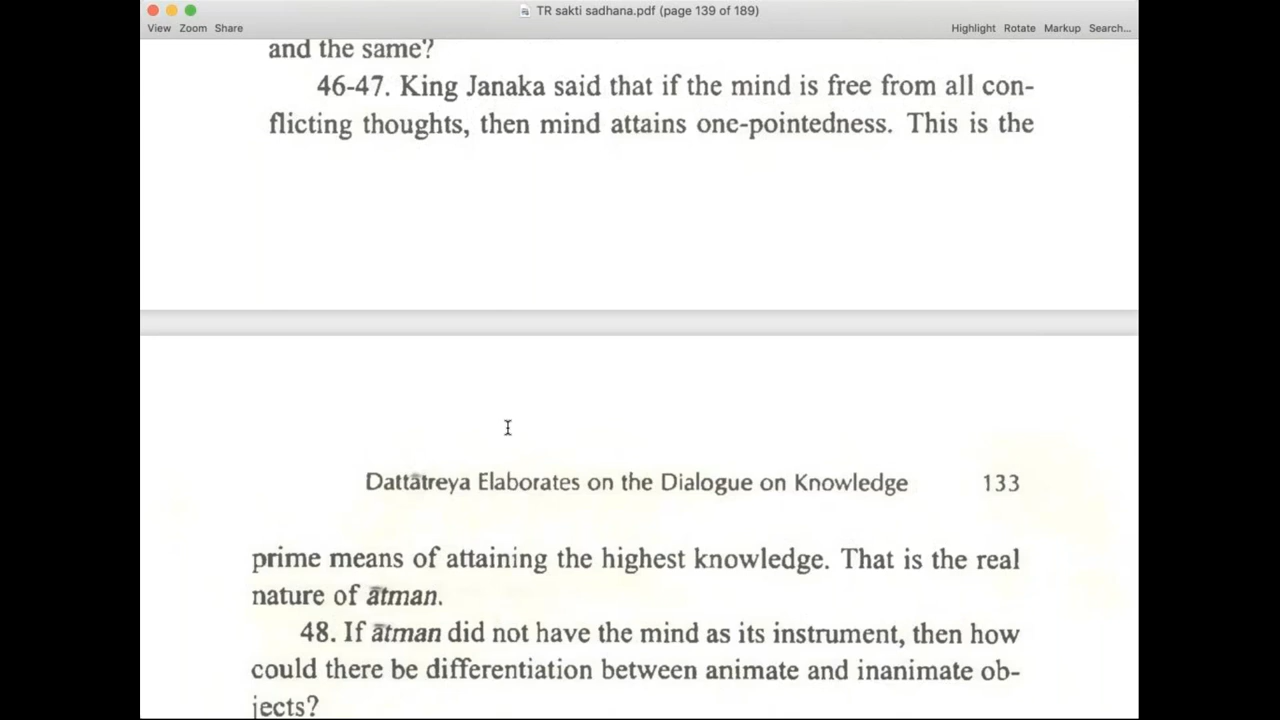 TR sakti sadhana.pdf (page 139 of 189)
View Zoom Share Highlight Rotate Markup Search...
and the same?
46-47. King Janaka said that if the mind is free from all con-
flicting thoughts, then mind attains one-pointedness. This is the
Dattātreya Elaborates on the Dialogue on Knowledge 133
prime means of attaining the highest knowledge. That is the real
nature of ātman.
48. If ātman did not have the mind as its instrument, then how
could there be differentiation between animate and inanimate ob-
jects?